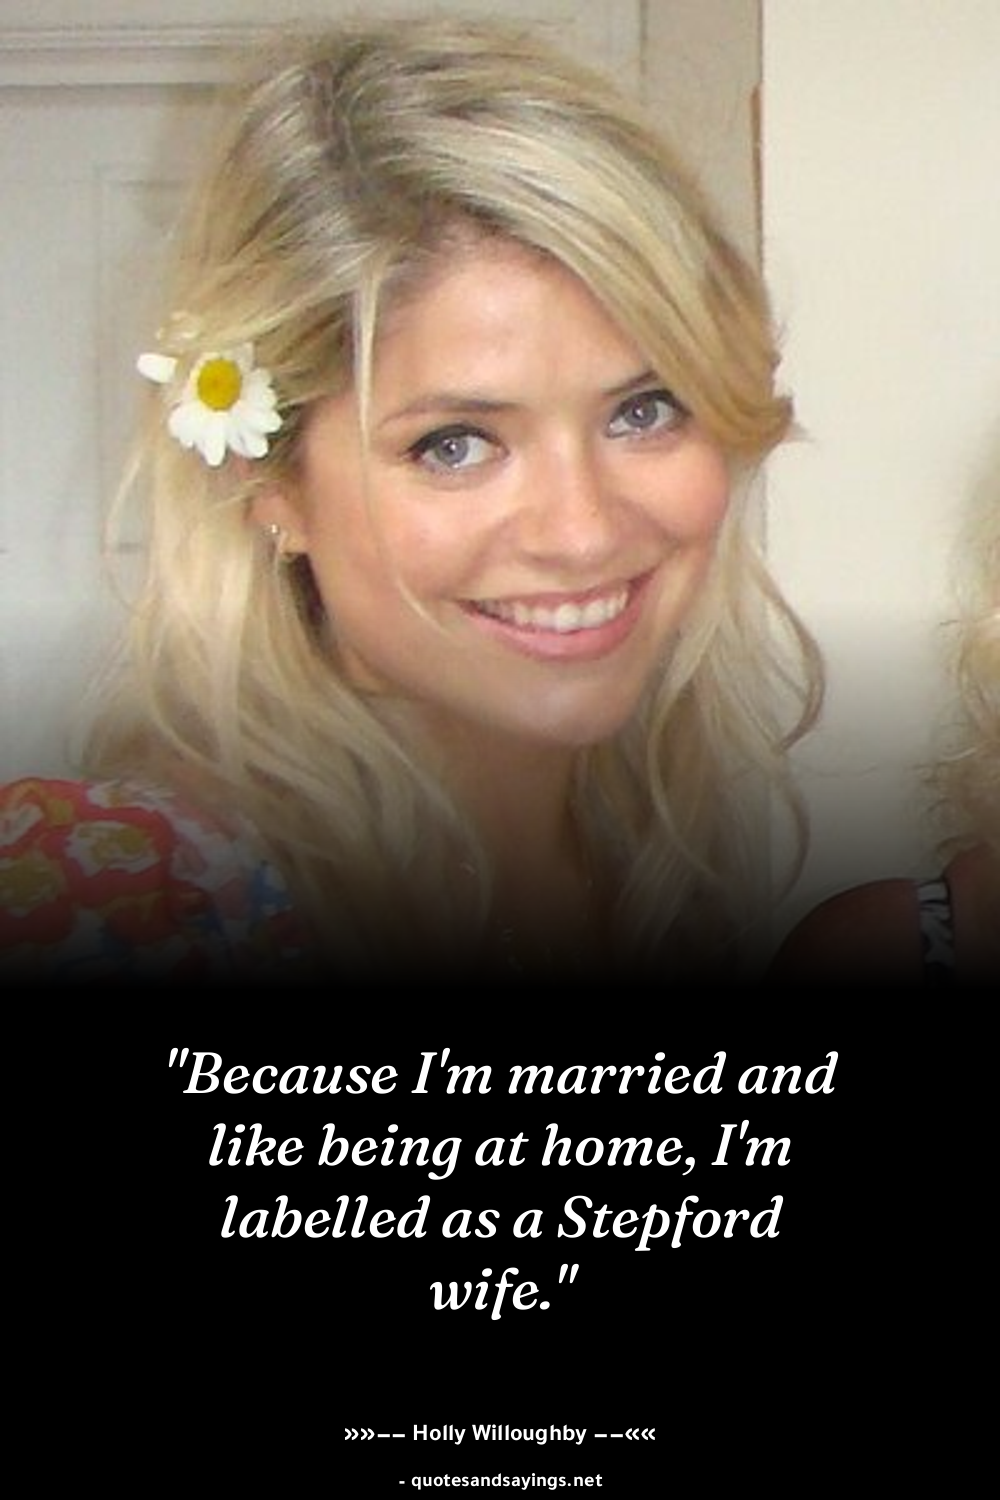 "Because I'm married and
like being at home, I'm
labelled as a Stepford
wife."
»»−− Holly Willoughby −−««
- quotesandsayings.net